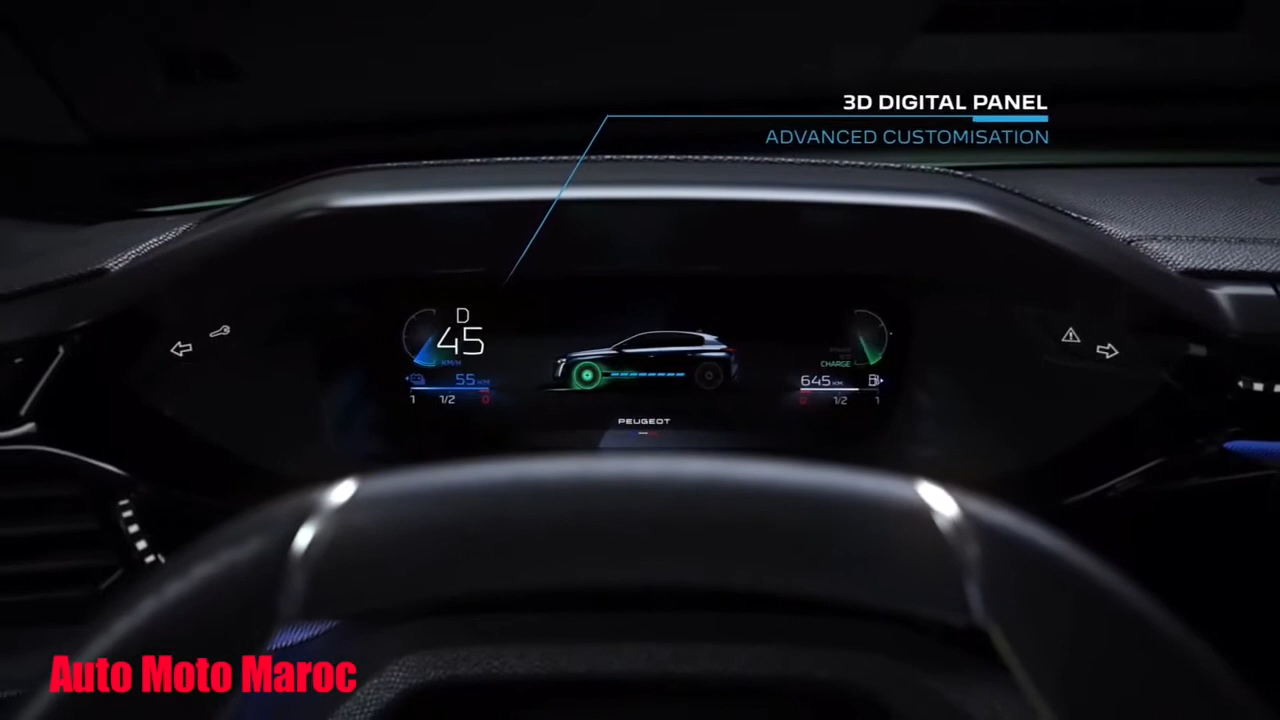 3D DIGITAL PANEL
ADVANCED CUSTOMISATION
D
45
KM/H
55 KM
1 1/2 0
CHARGE
645 KM
0 1/2 1
PEUGEOT
Auto Moto Maroc